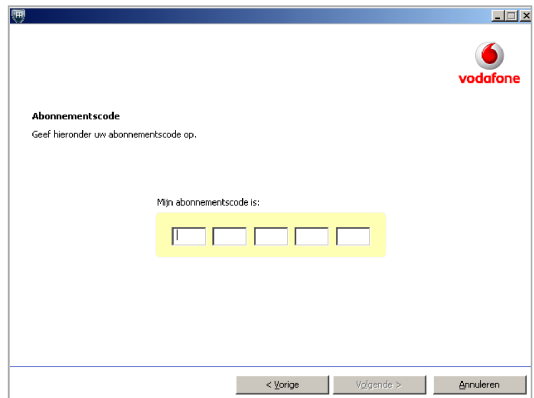 vodafone
Abonnementscode
Geef hieronder uw abonnementscode op.
Mijn abonnementscode is:
< Vorige
Volgende >
Annuleren